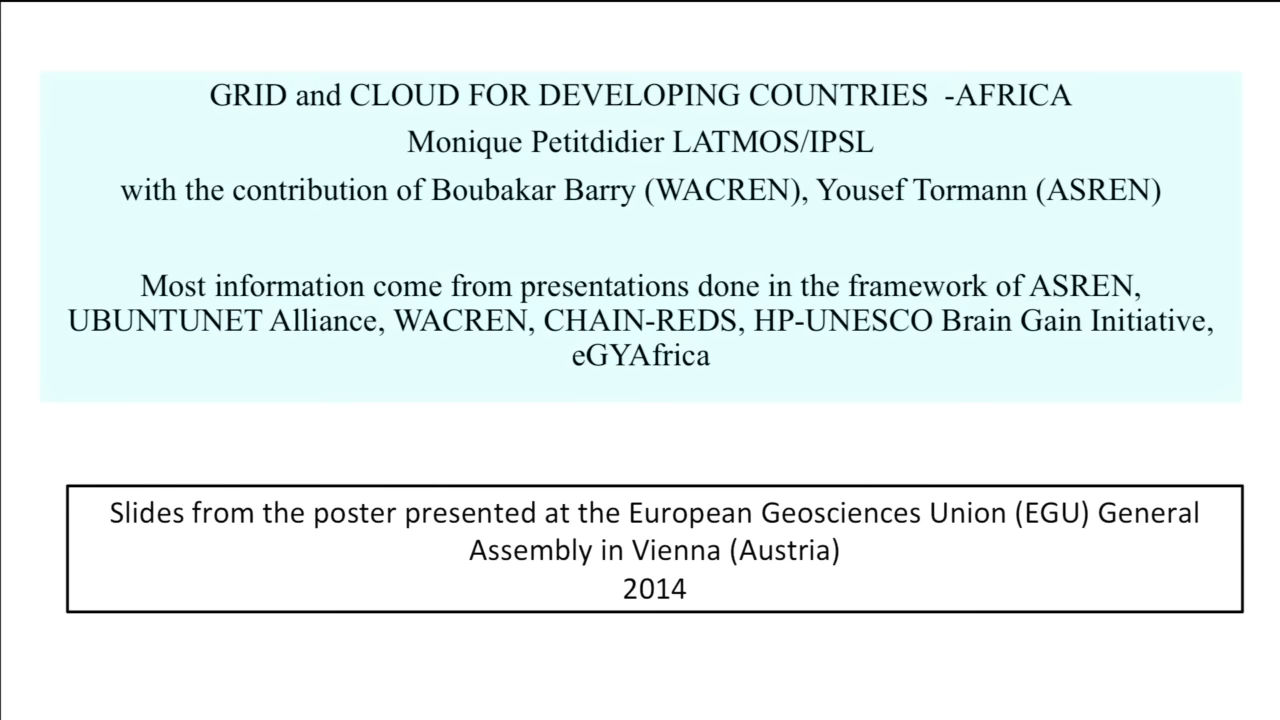 GRID and CLOUD FOR DEVELOPING COUNTRIES -AFRICA
Monique Petitdidier LATMOS/IPSL
with the contribution of Boubakar Barry (WACREN), Yousef Tormann (ASREN)
Most information come from presentations done in the framework of ASREN,
UBUNTUNET Alliance, WACREN, CHAIN-REDS, HP-UNESCO Brain Gain Initiative,
eGYAfrica
Slides from the poster presented at the European Geosciences Union (EGU) General
Assembly in Vienna (Austria)
2014